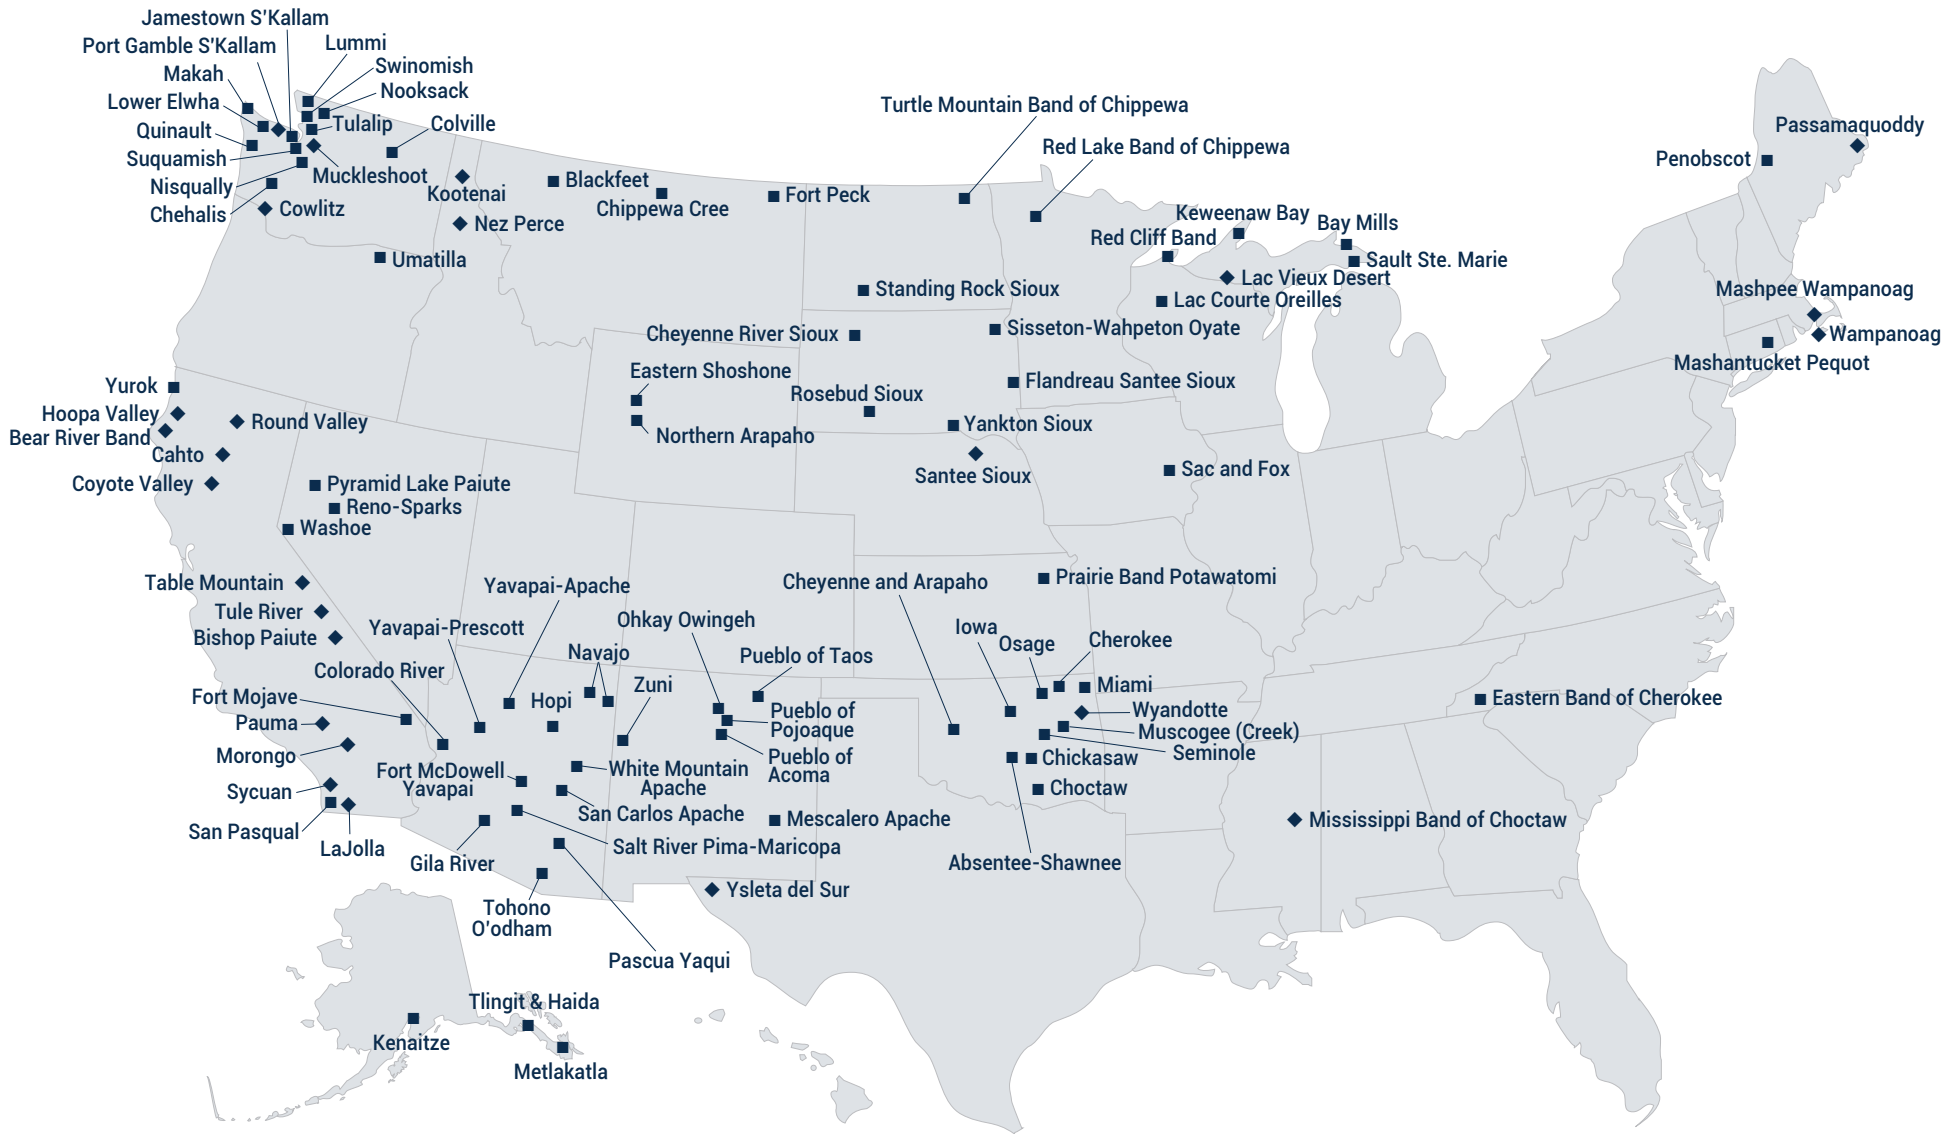 Jamestown S'Kallam
Port Gamble S'Kallam
Lummi
Makah
Swinomish
Lower Elwha
Nooksack
Quinault
Tulalip
Colville
Suquamish
Muckleshoot
Nisqually
Kootenai
Chehalis
Cowlitz
Nez Perce
Umatilla
Blackfeet
Chippewa Cree
Fort Peck
Turtle Mountain Band of Chippewa
Red Lake Band of Chippewa
Keweenaw Bay
Bay Mills
Red Cliff Band
Sault Ste. Marie
Lac Vieux Desert
Lac Courte Oreilles
Passamaquoddy
Penobscot
Mashpee Wampanoag
Wampanoag
Mashantucket Pequot
Standing Rock Sioux
Cheyenne River Sioux
Sisseton-Wahpeton Oyate
Eastern Shoshone
Rosebud Sioux
Flandreau Santee Sioux
Northern Arapaho
Yankton Sioux
Santee Sioux
Sac and Fox
Yurok
Hoopa Valley
Round Valley
Bear River Band
Cahto
Coyote Valley
Pyramid Lake Paiute
Reno-Sparks
Washoe
Table Mountain
Tule River
Bishop Paiute
Yavapai-Apache
Yavapai-Prescott
Colorado River
Fort Mojave
Pauma
Morongo
Sycuan
San Pasqual
LaJolla
Navajo
Hopi
Zuni
Ohkay Owingeh
Pueblo of Taos
Pueblo of
Pojoaque
Pueblo of
Acoma
Fort McDowell
Yavapai
White Mountain
Apache
San Carlos Apache
Mescalero Apache
Salt River Pima-Maricopa
Gila River
Tohono
O'odham
Pascua Yaqui
Ysleta del Sur
Cheyenne and Arapaho
Prairie Band Potawatomi
Iowa
Osage
Cherokee
Miami
Wyandotte
Muscogee (Creek)
Seminole
Chickasaw
Choctaw
Absentee-Shawnee
Eastern Band of Cherokee
Mississippi Band of Choctaw
Tlingit & Haida
Kenaitze
Metlakatla